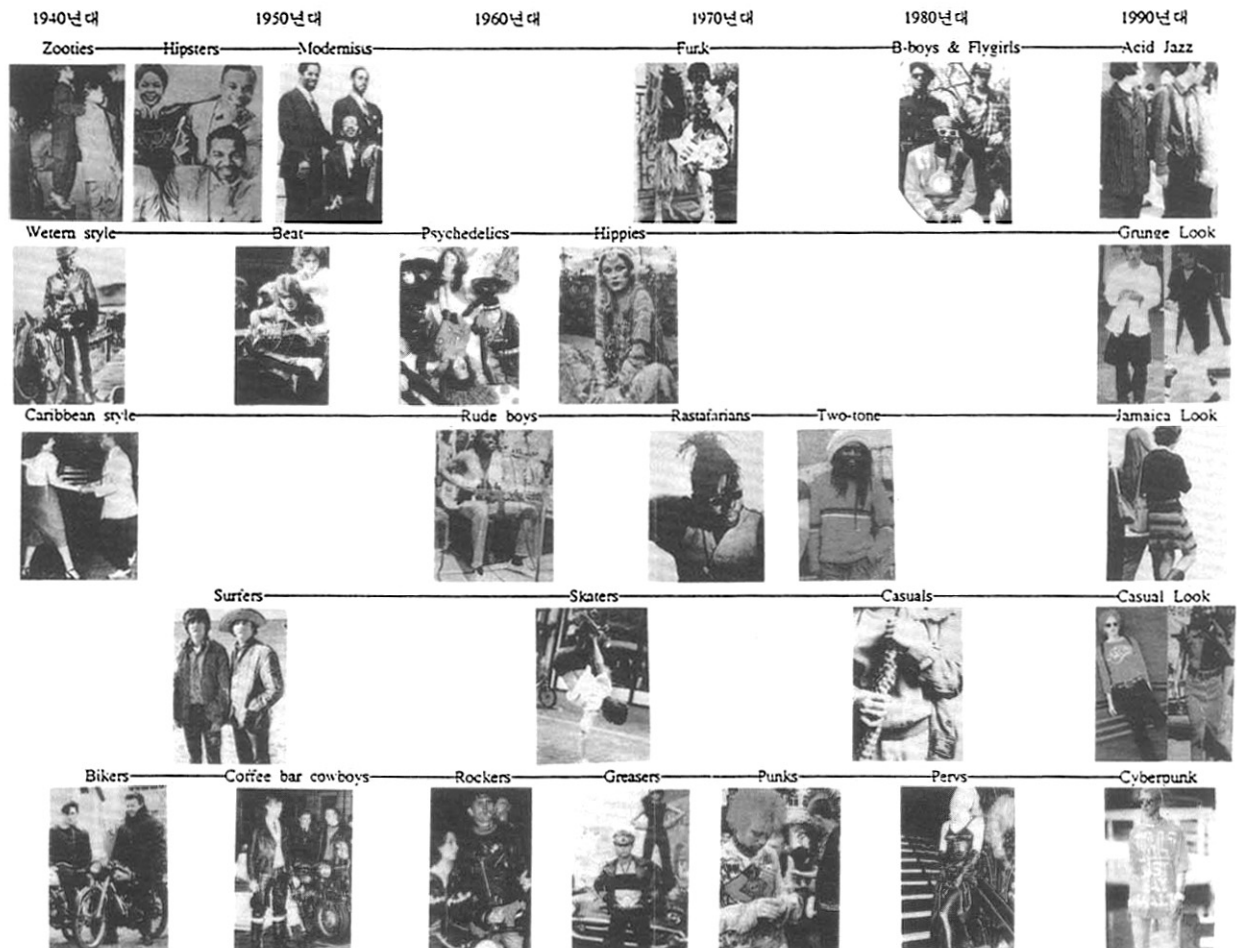 1940년대 1950년대 1960년대 1970년대 1980년대 1990년대
Zooties Hipsters Modernists Funk B-boys & Flygirls Acid Jazz
Wetern style Beat Psychedelics Hippies Grunge Look
Caribbean style Rude boys Rastafarians Two-tone Jamaica Look
Surfers Skaters Casuals Casual Look
Bikers Coffee bar cowboys Rockers Greasers Punks Pervs Cyberpunk